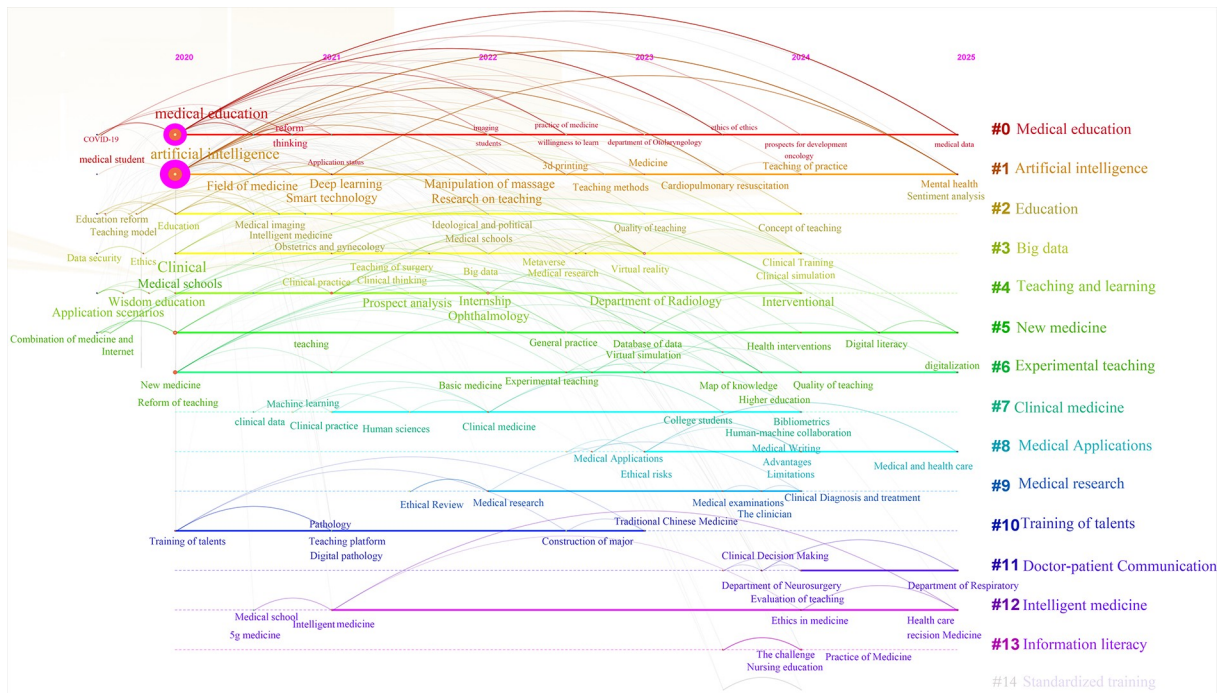 2020 2021 2022 2023 2024 2025
medical education
COVID-19 reform imaging practice of medicine ethics of ethics
#0 Medical education
thinking students willingness to learn department of Otolaryngology prospects for development medical data
medical student artificial intelligence Application status 3d printing Medicine oncology
Teaching of practice
#1 Artificial intelligence
Field of medicine Deep learning Manipulation of massage Teaching methods Cardiopulmonary resuscitation Mental health
Smart technology Research on teaching Sentiment analysis
#2 Education
Education reform Education Medical imaging Ideological and political Quality of teaching Concept of teaching
Teaching model Intelligent medicine Medical schools
Obstetrics and gynecology
#3 Big data
Data security Ethics Clinical Teaching of surgery Big data Metaverse Virtual reality Clinical Training
Medical schools Clinical practice Clinical thinking Medical research Clinical simulation
#4 Teaching and learning
Wisdom education Prospect analysis Internship Department of Radiology Interventional
Application scenarios Ophthalmology
#5 New medicine
Combination of medicine and
Internet
teaching General practice Database of data Health interventions Digital literacy
Virtual simulation
digitalization
#6 Experimental teaching
New medicine Basic medicine Experimental teaching Map of knowledge Quality of teaching
Reform of teaching Machine learning Higher education
#7 Clinical medicine
clinical data Clinical practice Human sciences Clinical medicine College students Bibliometrics
Human-machine collaboration
#8 Medical Applications
Medical Writing
Medical Applications Advantages Medical and health care
Ethical risks Limitations
#9 Medical research
Ethical Review Medical research Medical examinations Clinical Diagnosis and treatment
The clinician
Pathology Traditional Chinese Medicine
#10 Training of talents
Training of talents Teaching platform Construction of major
Digital pathology
Clinical Decision Making
#11 Doctor-patient Communication
Department of Neurosurgery Department of Respiratory
Evaluation of teaching
#12 Intelligent medicine
Medical school Intelligent medicine Ethics in medicine Health care
5g medicine recision Medicine
#13 Information literacy
The challenge Practice of Medicine
Nursing education
#14 Standardized training